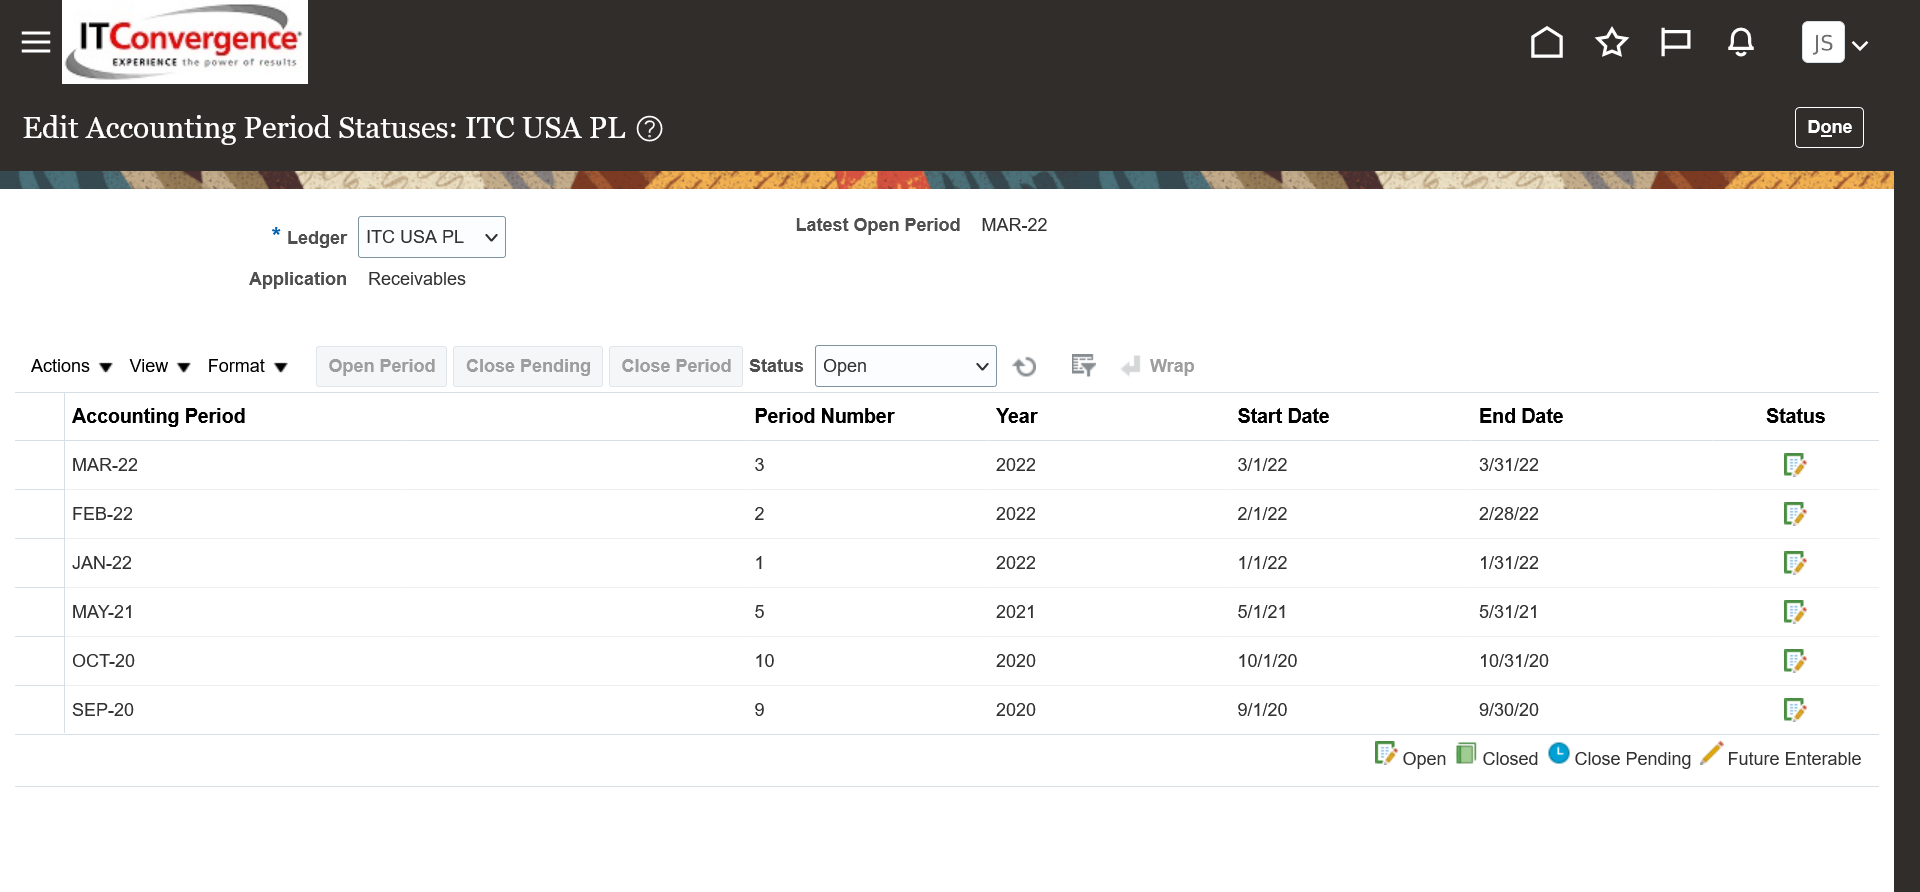 ITConvergence
EXPERIENCE the power of results
JS
Edit Accounting Period Statuses: ITC USA PL ?
Done
* Ledger ITC USA PL
Latest Open Period MAR-22
Application Receivables
Actions View Format Open Period Close Pending Close Period Status Open Wrap
Accounting Period Period Number Year Start Date End Date Status
MAR-22 3 2022 3/1/22 3/31/22
FEB-22 2 2022 2/1/22 2/28/22
JAN-22 1 2022 1/1/22 1/31/22
MAY-21 5 2021 5/1/21 5/31/21
OCT-20 10 2020 10/1/20 10/31/20
SEP-20 9 2020 9/1/20 9/30/20
Open Closed Close Pending Future Enterable